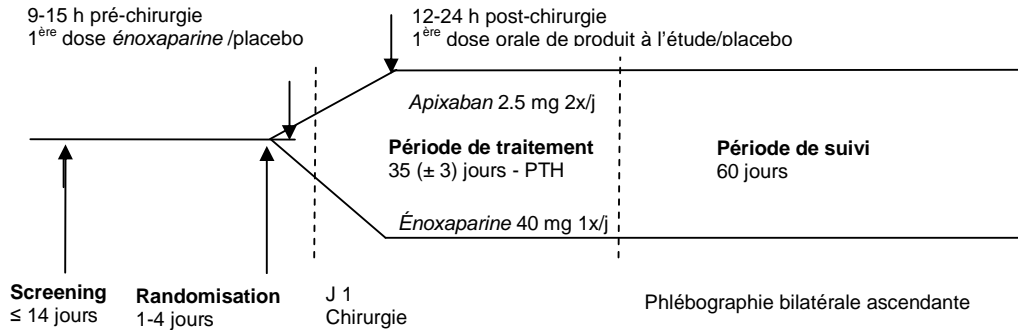 9-15 h pré-chirurgie
1ère dose énoxaparine /placebo
12-24 h post-chirurgie
1ère dose orale de produit à l'étude/placebo
Apixaban 2.5 mg 2x/j
Période de traitement
35 (± 3) jours - PTH
Période de suivi
60 jours
Énoxaparine 40 mg 1x/j
Screening
≤ 14 jours
Randomisation
1-4 jours
J 1
Chirurgie
Phlébographie bilatérale ascendante